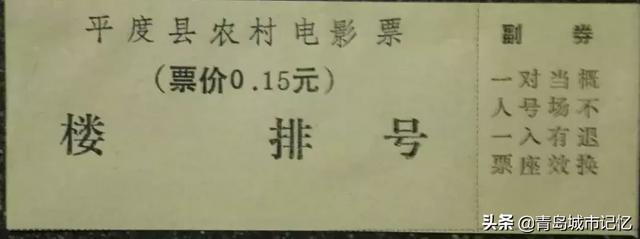 平度县农村电影票
(票价0.15元)
楼 排 号
副 券
一人一票
对号入座
当场有效
概不退换
头条 @青岛城市记忆